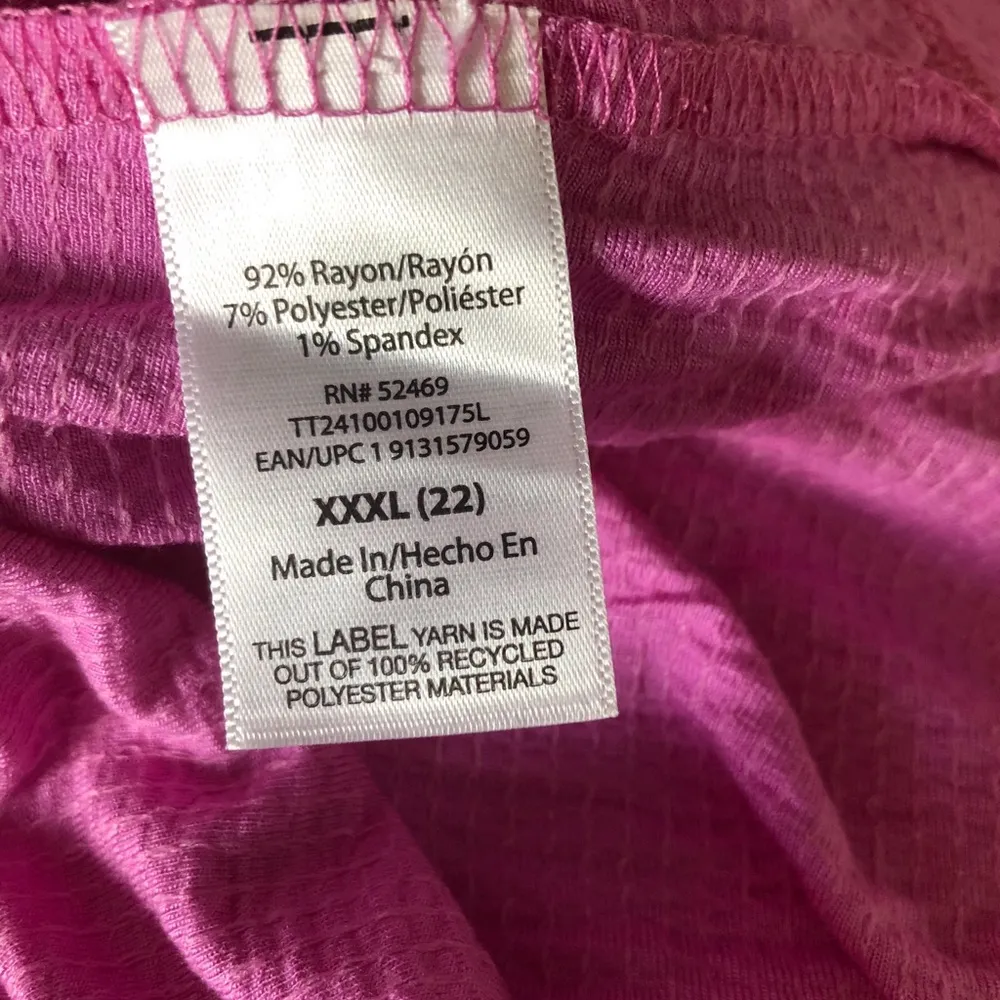 92% Rayon/Rayón
7% Polyester/Poliéster
1% Spandex
RN# 52469
TT24100109175L
EAN/UPC 1 9131579059
XXXL (22)
Made In/Hecho En
China
THIS LABEL YARN IS MADE
OUT OF 100% RECYCLED
POLYESTER MATERIALS